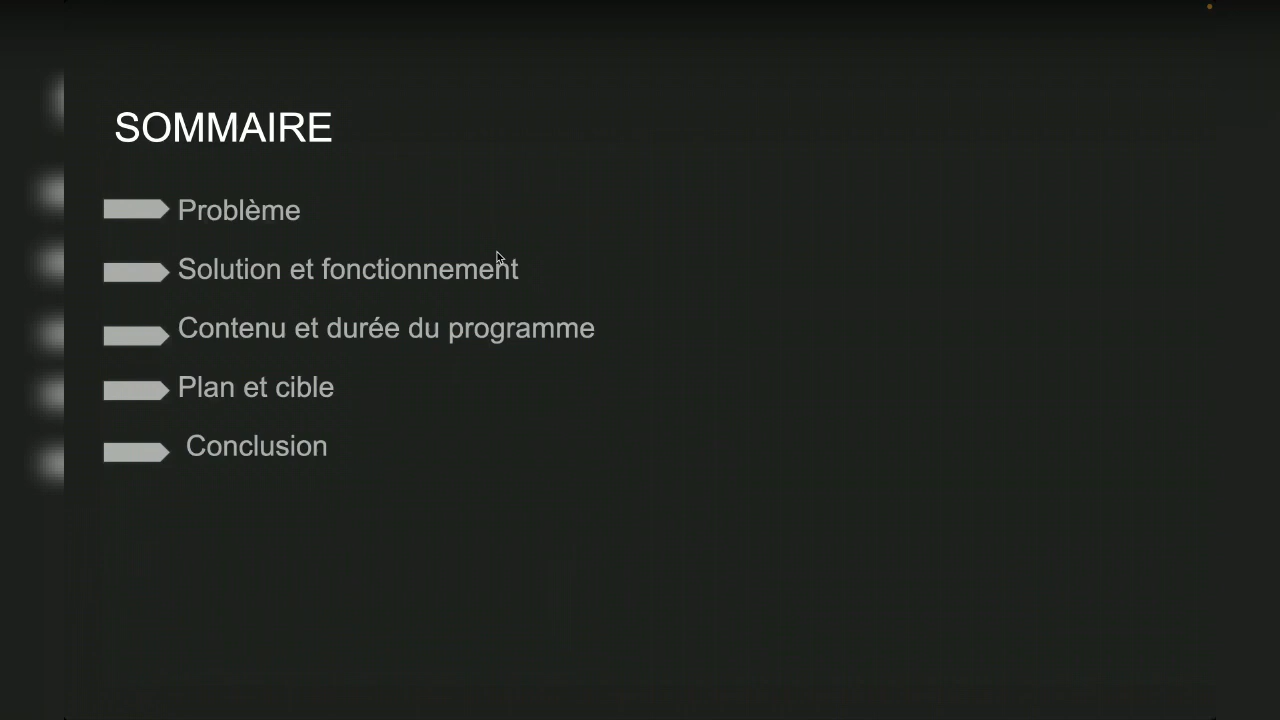 SOMMAIRE
Problème
Solution et fonctionnement
Contenu et durée du programme
Plan et cible
Conclusion